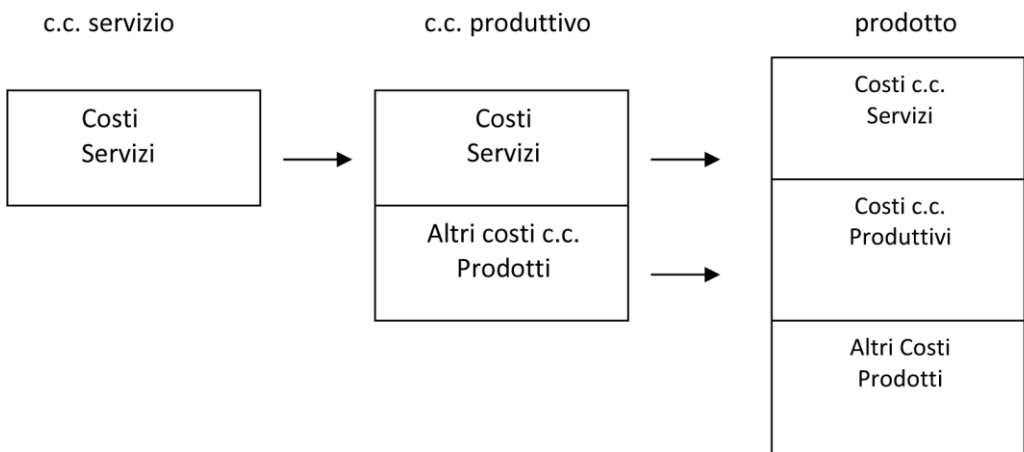 c.c. servizio
c.c. produttivo
prodotto
Costi
Servizi
Costi
Servizi
Altri costi c.c.
Prodotti
Costi c.c.
Servizi
Costi c.c.
Produttivi
Altri Costi
Prodotti